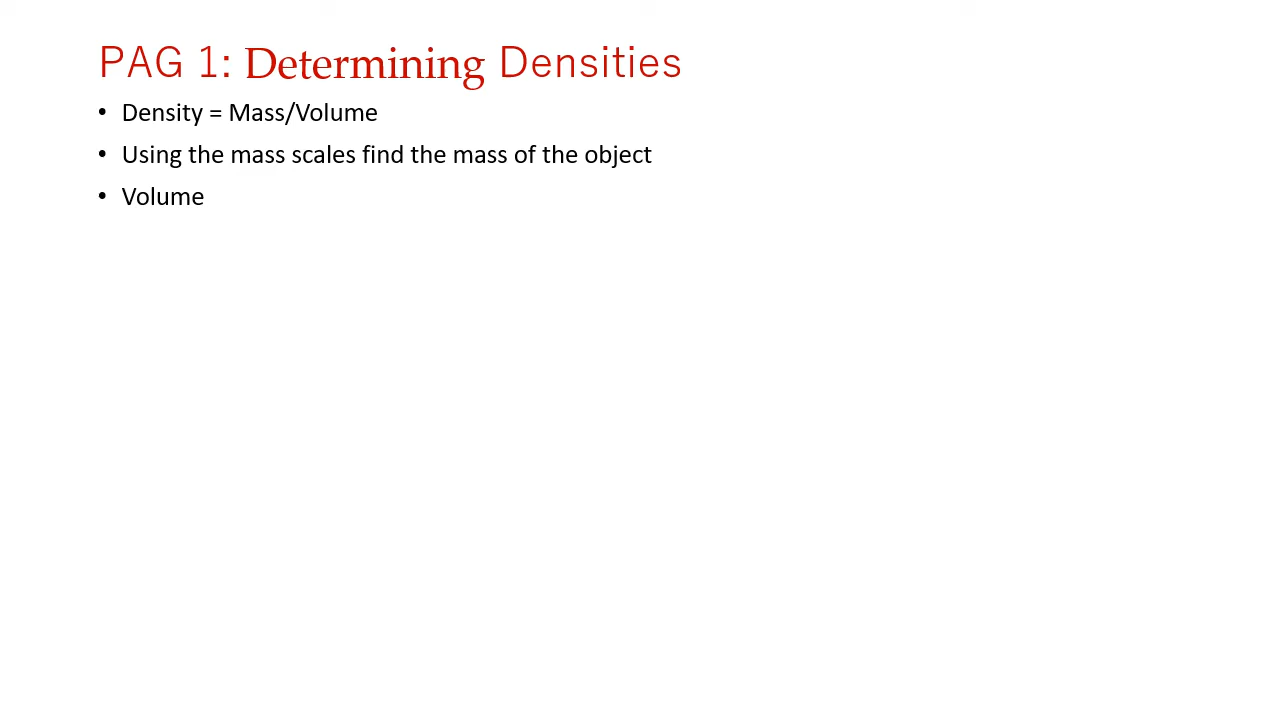 PAG 1: Determining Densities
• Density = Mass/Volume
• Using the mass scales find the mass of the object
• Volume